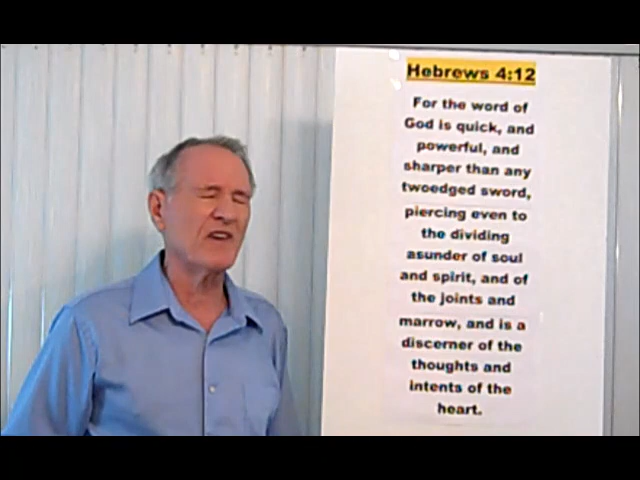 Hebrews 4:12
For the word of
God is quick, and
powerful, and
sharper than any
twoedged sword,
piercing even to
the dividing
asunder of soul
and spirit, and of
the joints and
marrow, and is a
discerner of the
thoughts and
intents of the
heart.